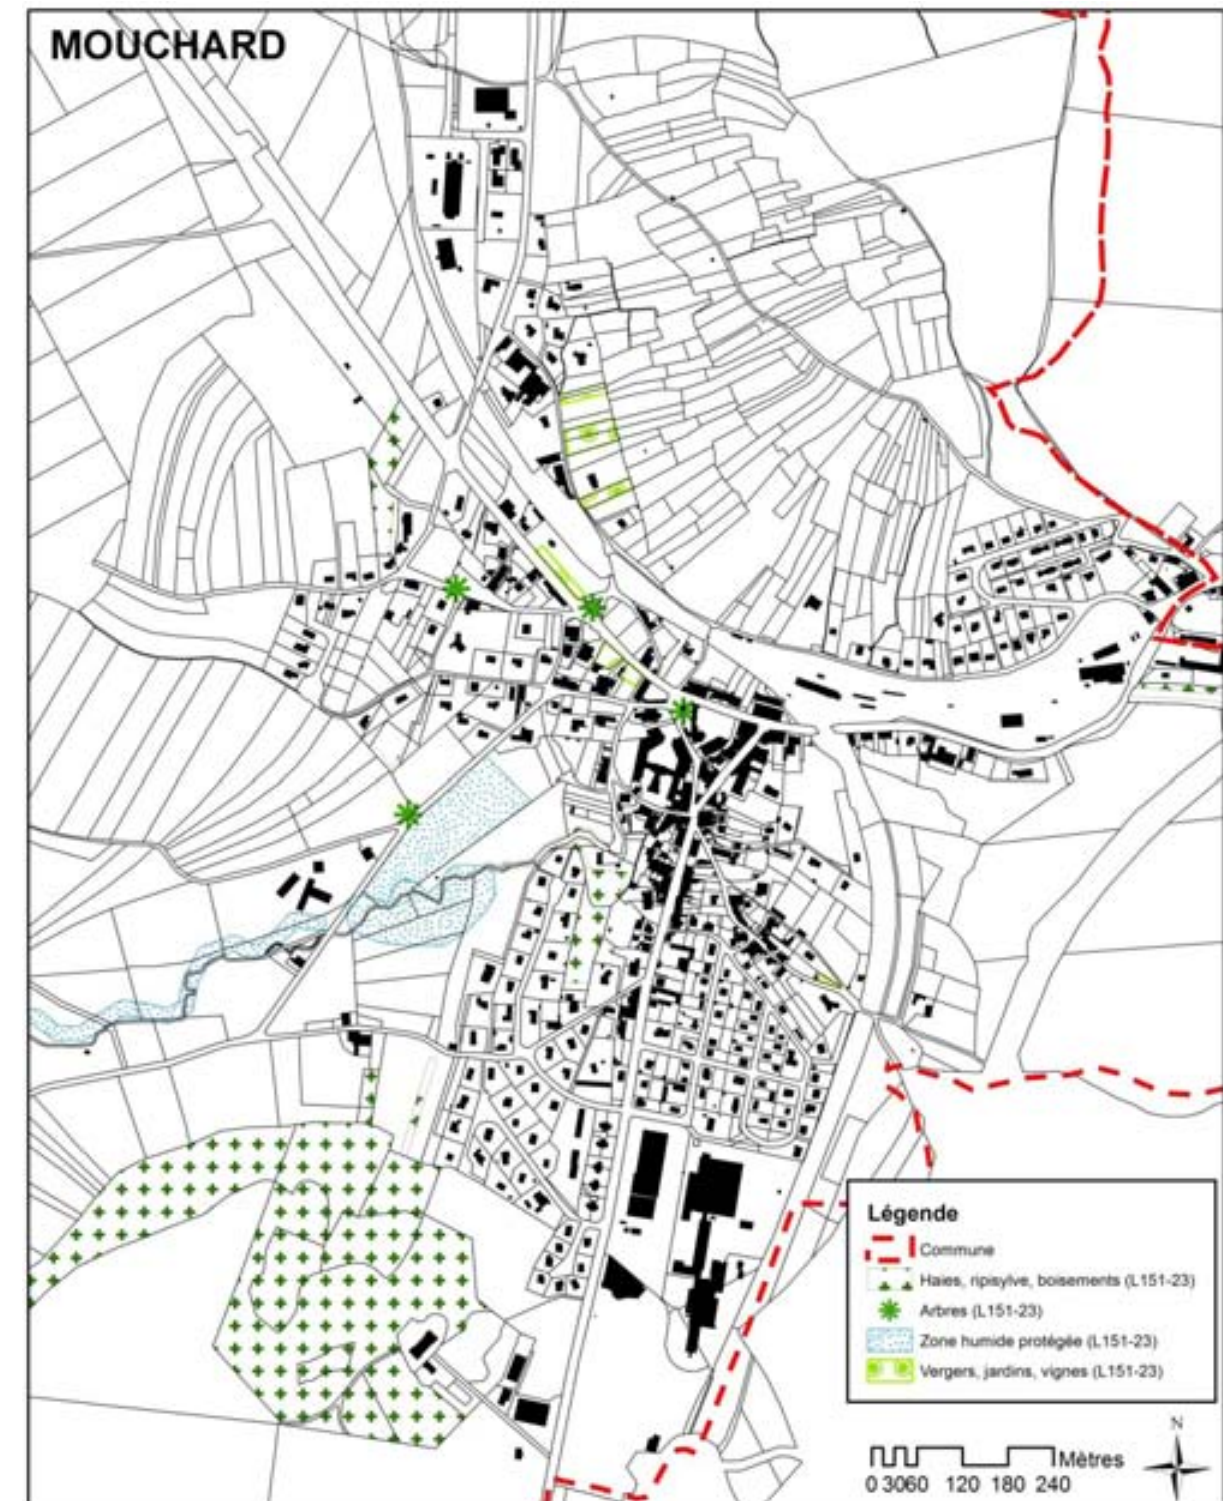 MOUCHARD
Légende
Commune
Haies, ripisylve, boisements (L151-23)
Arbres (L151-23)
Zone humide protégée (L151-23)
Vergers, jardins, vignes (L151-23)
N
Mètres
0 30 60 120 180 240